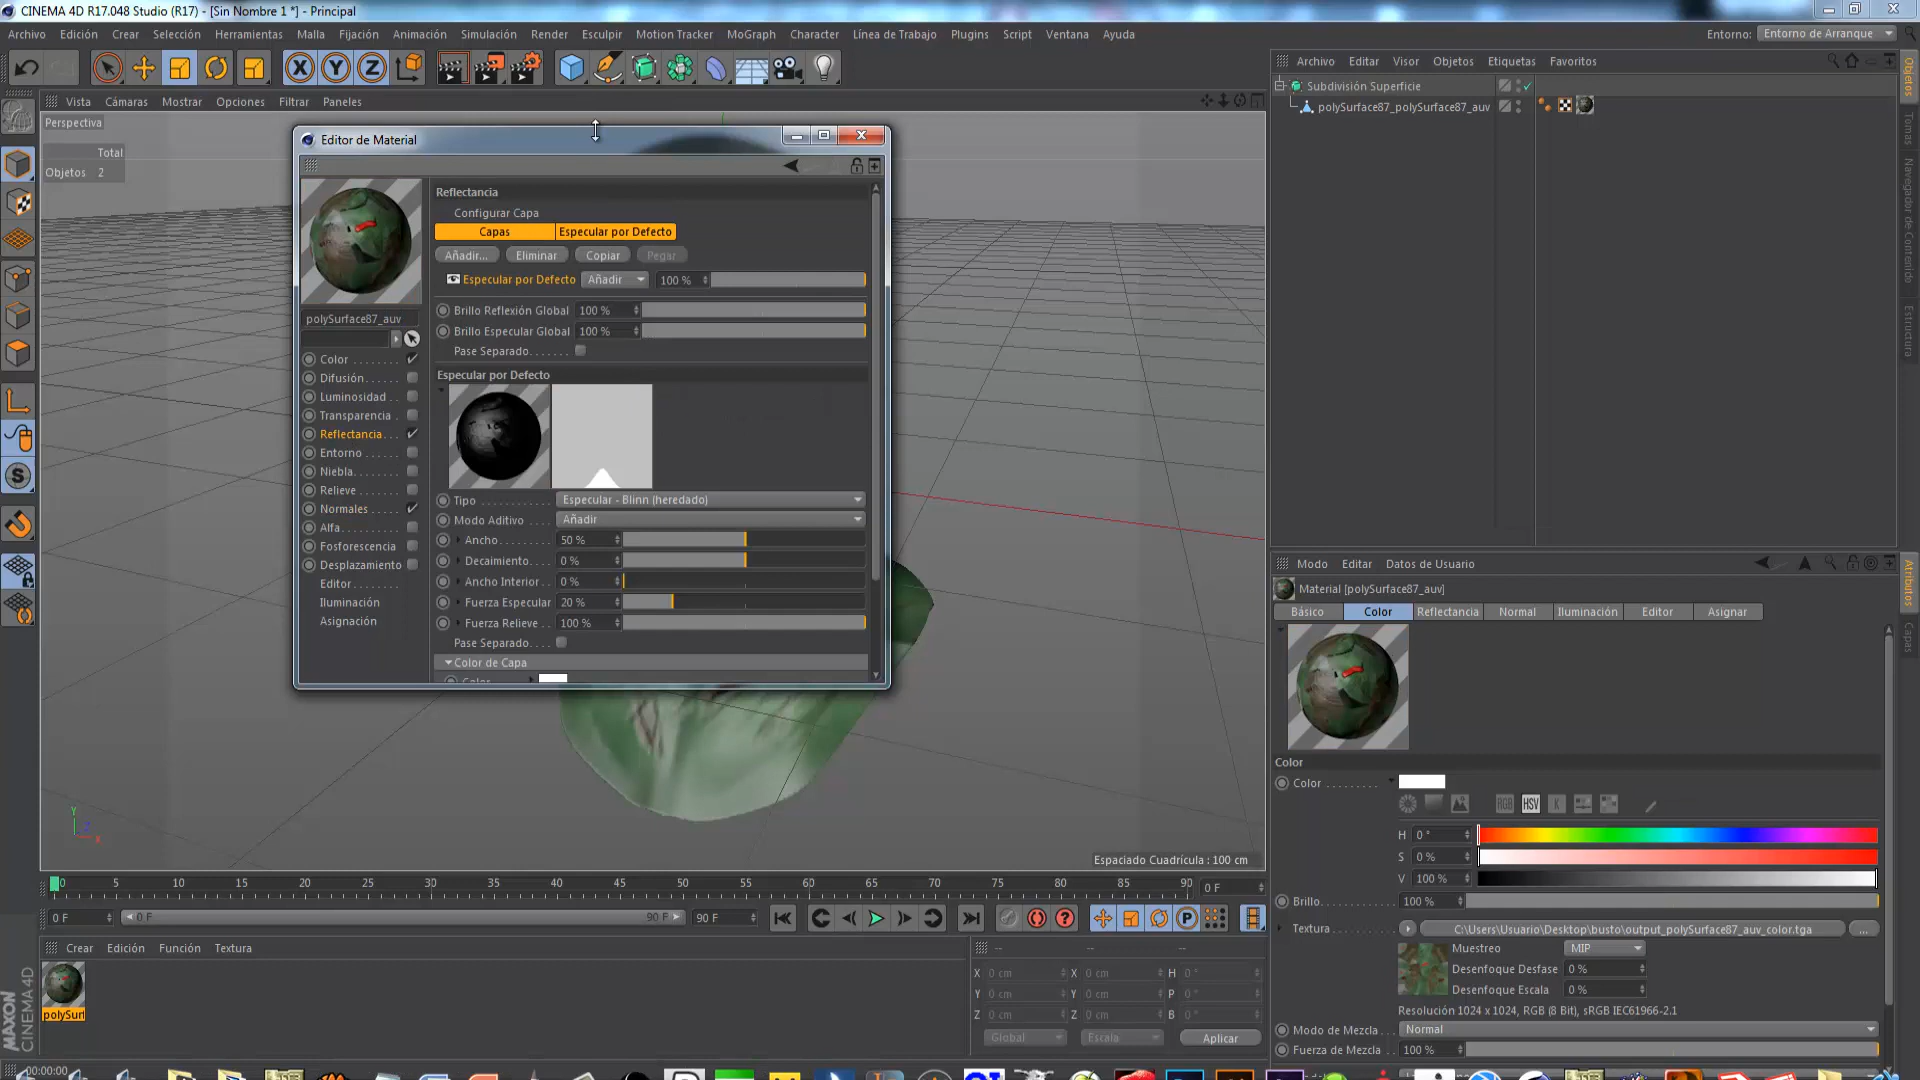 CINEMA 4D R17.048 Studio (R17) - [Sin Nombre 1 *] - Principal
Archivo Edición Crear Selección Herramientas Malla Fijación Animación Simulación Render Esculpir Motion Tracker MoGraph Character Línea de Trabajo Plugins Script Ventana Ayuda
Entorno: Entorno de Arranque
X Y Z
Archivo Editar Visor Objetos Etiquetas Favoritos
Subdivisión Superficie
polySurface87_polySurface87_auv
Objetos
Tomas
Navegador de Contenido
Estructura
Vista Cámaras Mostrar Opciones Filtrar Paneles
Perspectiva
Total
Objetos 2
Editor de Material
polySurface87_auv
Color
Difusión
Luminosidad
Transparencia
Reflectancia
Entorno
Niebla
Relieve
Normales
Alfa
Fosforescencia
Desplazamiento
Editor
Iluminación
Asignación
Reflectancia
Configurar Capa
Capas Especular por Defecto
Añadir... Eliminar Copiar Pegar
Especular por Defecto Añadir 100 %
Brillo Reflexión Global 100 %
Brillo Especular Global 100 %
Pase Separado
Especular por Defecto
Tipo Especular - Blinn (heredado)
Modo Aditivo Añadir
Ancho 50 %
Decaimiento 0 %
Ancho Interior 0 %
Fuerza Especular 20 %
Fuerza Relieve 100 %
Pase Separado
Color de Capa
Color
Y
Z
X
Espaciado Cuadrícula : 100 cm
0 5 10 15 20 25 30 35 40 45 50 55 60 65 70 75 80 85 90 0 F
0 F 0 F 90 F 90 F
Crear Edición Función Textura
polySurf
MAXON
CINEMA 4D
-- -- --
X 0 cm X 0 cm H 0 °
Y 0 cm Y 0 cm P 0 °
Z 0 cm Z 0 cm B 0 °
Global Escala Aplicar
00:00:00
Modo Editar Datos de Usuario
Material [polySurface87_auv]
Básico Color Reflectancia Normal Iluminación Editor Asignar
Atributos
Capas
Color
Color
RGB HSV K
H 0 °
S 0 %
V 100 %
Brillo 100 %
Textura C:\Users\Usuario\Desktop\busto\output_polySurface87_auv_color.tga ...
Muestreo MIP
Desenfoque Desfase 0 %
Desenfoque Escala 0 %
Resolución 1024 x 1024, RGB (8 Bit), sRGB IEC61966-2.1
Modo de Mezcla Normal
Fuerza de Mezcla 100 %